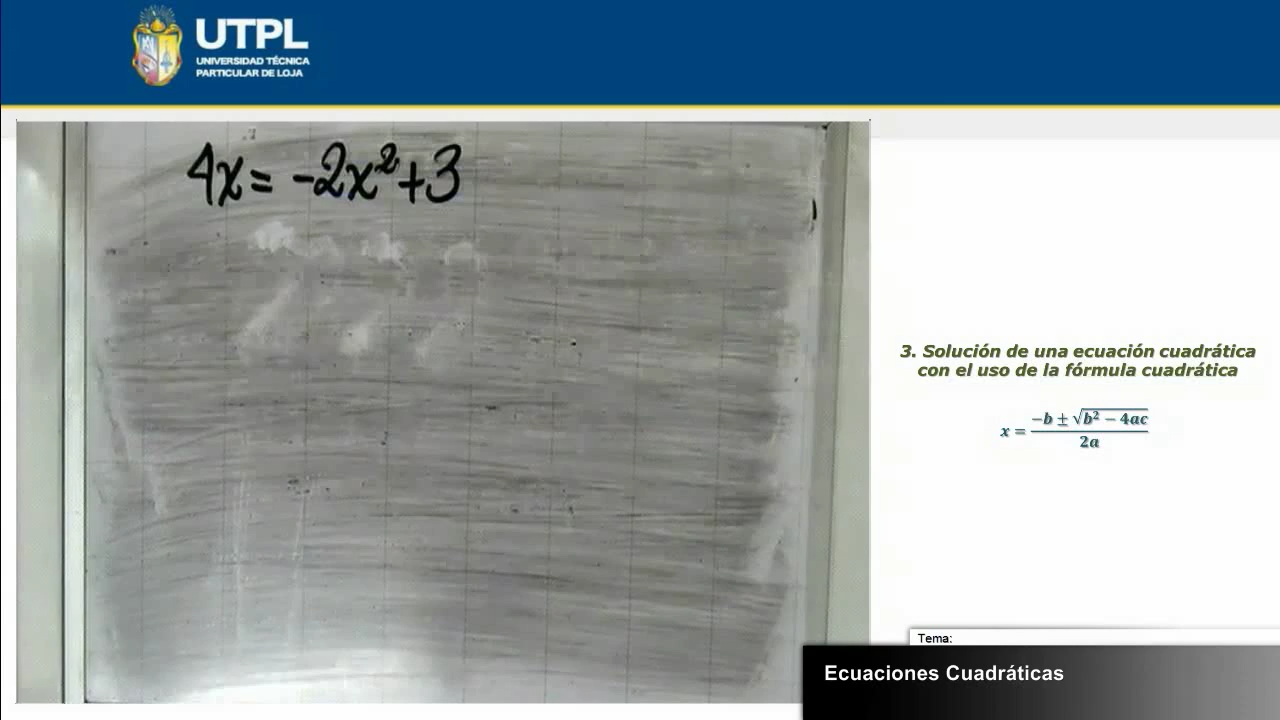 UTPL
UNIVERSIDAD TÉCNICA
PARTICULAR DE LOJA
4x = -2x² + 3
3. Solución de una ecuación cuadrática
con el uso de la fórmula cuadrática
x = (-b ± √(b² - 4ac)) / 2a
Tema:
Ecuaciones Cuadráticas